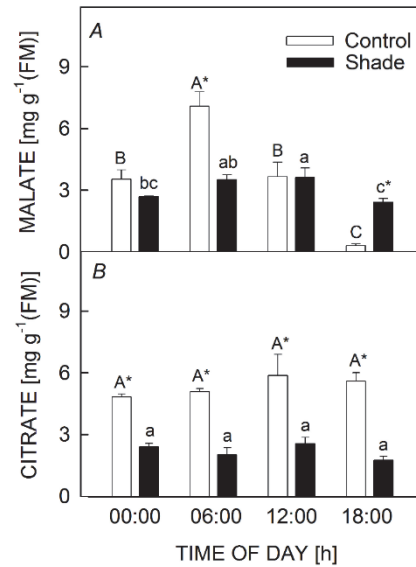 A
Control
Shade
MALATE [mg g⁻¹(FM)]
9
6
3
0
B
bc
A*
ab
B
a
C
c*
B
CITRATE [mg g⁻¹(FM)]
9
6
3
0
A*
a
A*
a
A*
a
A*
a
00:00 06:00 12:00 18:00
TIME OF DAY [h]